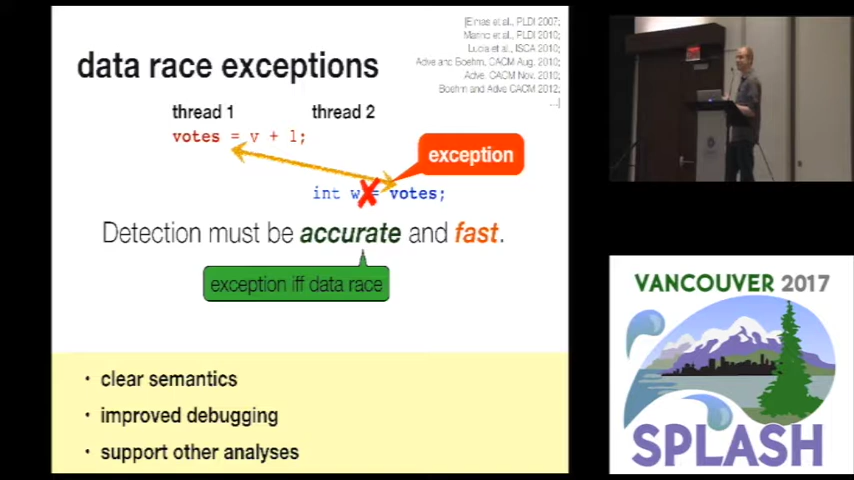 [Elmas et al., PLDI 2007;
Marino et al., PLDI 2010;
Lucia et al., ISCA 2010;
Adve and Boehm, CACM Aug. 2010;
Adve, CACM Nov. 2010;
Boehm and Adve CACM 2012;
...]
data race exceptions
thread 1 thread 2
votes = v + 1;
exception
int w = votes;
Detection must be accurate and fast.
exception iff data race
• clear semantics
• improved debugging
• support other analyses
VANCOUVER 2017
SPLASH